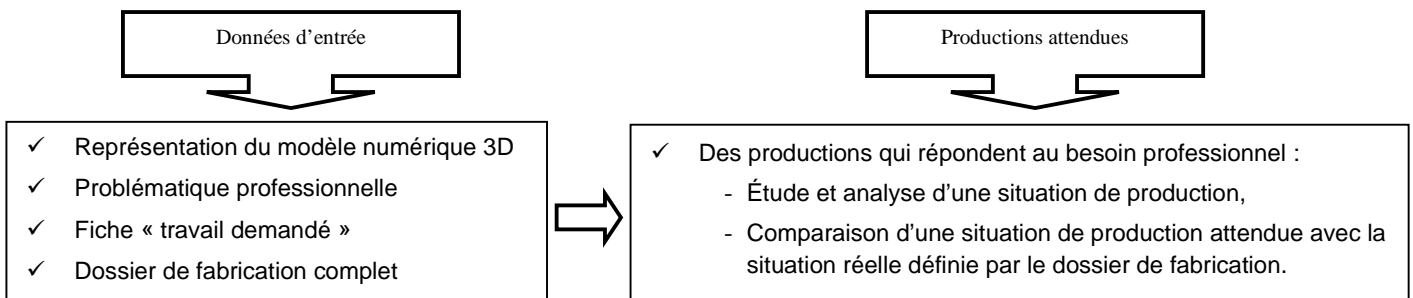 Données d’entrée
Productions attendues
✓ Représentation du modèle numérique 3D
✓ Problématique professionnelle
✓ Fiche « travail demandé »
✓ Dossier de fabrication complet
✓ Des productions qui répondent au besoin professionnel :
- Étude et analyse d’une situation de production,
- Comparaison d’une situation de production attendue avec la
situation réelle définie par le dossier de fabrication.